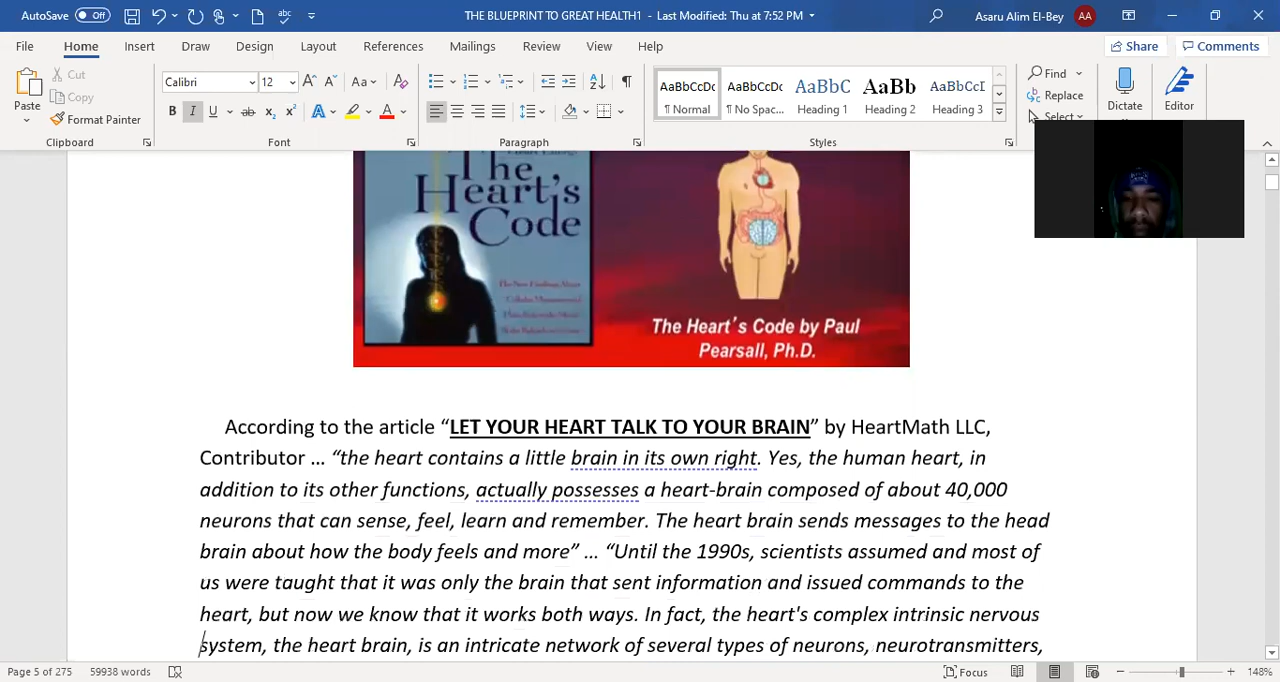 AutoSave Off THE BLUEPRINT TO GREAT HEALTH1 - Last Modified: Thu at 7:52 PM Asaru Alim El-Bey AA
File Home Insert Draw Design Layout References Mailings Review View Help Share Comments
Paste Cut Copy Format Painter
Calibri 12 Aa
B I U ab x₂ x² A A
AaBbCcDc ¶ Normal
AaBbCcDc ¶ No Spac...
AaBbC Heading 1
AaBb Heading 2
AaBbCcI Heading 3
Find
Replace
Select
Dictate
Editor
Clipboard Font Paragraph Styles
The
Heart's
Code
The Heart's Code by Paul
Pearsall, Ph.D.
According to the article “LET YOUR HEART TALK TO YOUR BRAIN” by HeartMath LLC,
Contributor ... “the heart contains a little brain in its own right. Yes, the human heart, in
addition to its other functions, actually possesses a heart-brain composed of about 40,000
neurons that can sense, feel, learn and remember. The heart brain sends messages to the head
brain about how the body feels and more” ... “Until the 1990s, scientists assumed and most of
us were taught that it was only the brain that sent information and issued commands to the
heart, but now we know that it works both ways. In fact, the heart's complex intrinsic nervous
system, the heart brain, is an intricate network of several types of neurons, neurotransmitters,
Page 5 of 275 59938 words Focus 148%